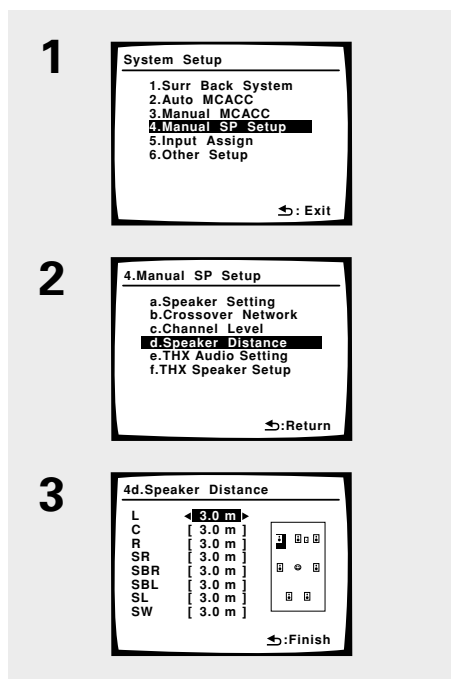 1
System Setup
1.Surr Back System
2.Auto MCACC
3.Manual MCACC
4.Manual SP Setup
5.Input Assign
6.Other Setup
: Exit
2
4.Manual SP Setup
a.Speaker Setting
b.Crossover Network
c.Channel Level
d.Speaker Distance
e.THX Audio Setting
f.THX Speaker Setup
:Return
3
4d.Speaker Distance
L 3.0 m
C [ 3.0 m ]
R [ 3.0 m ]
SR [ 3.0 m ]
SBR [ 3.0 m ]
SBL [ 3.0 m ]
SL [ 3.0 m ]
SW [ 3.0 m ]
:Finish